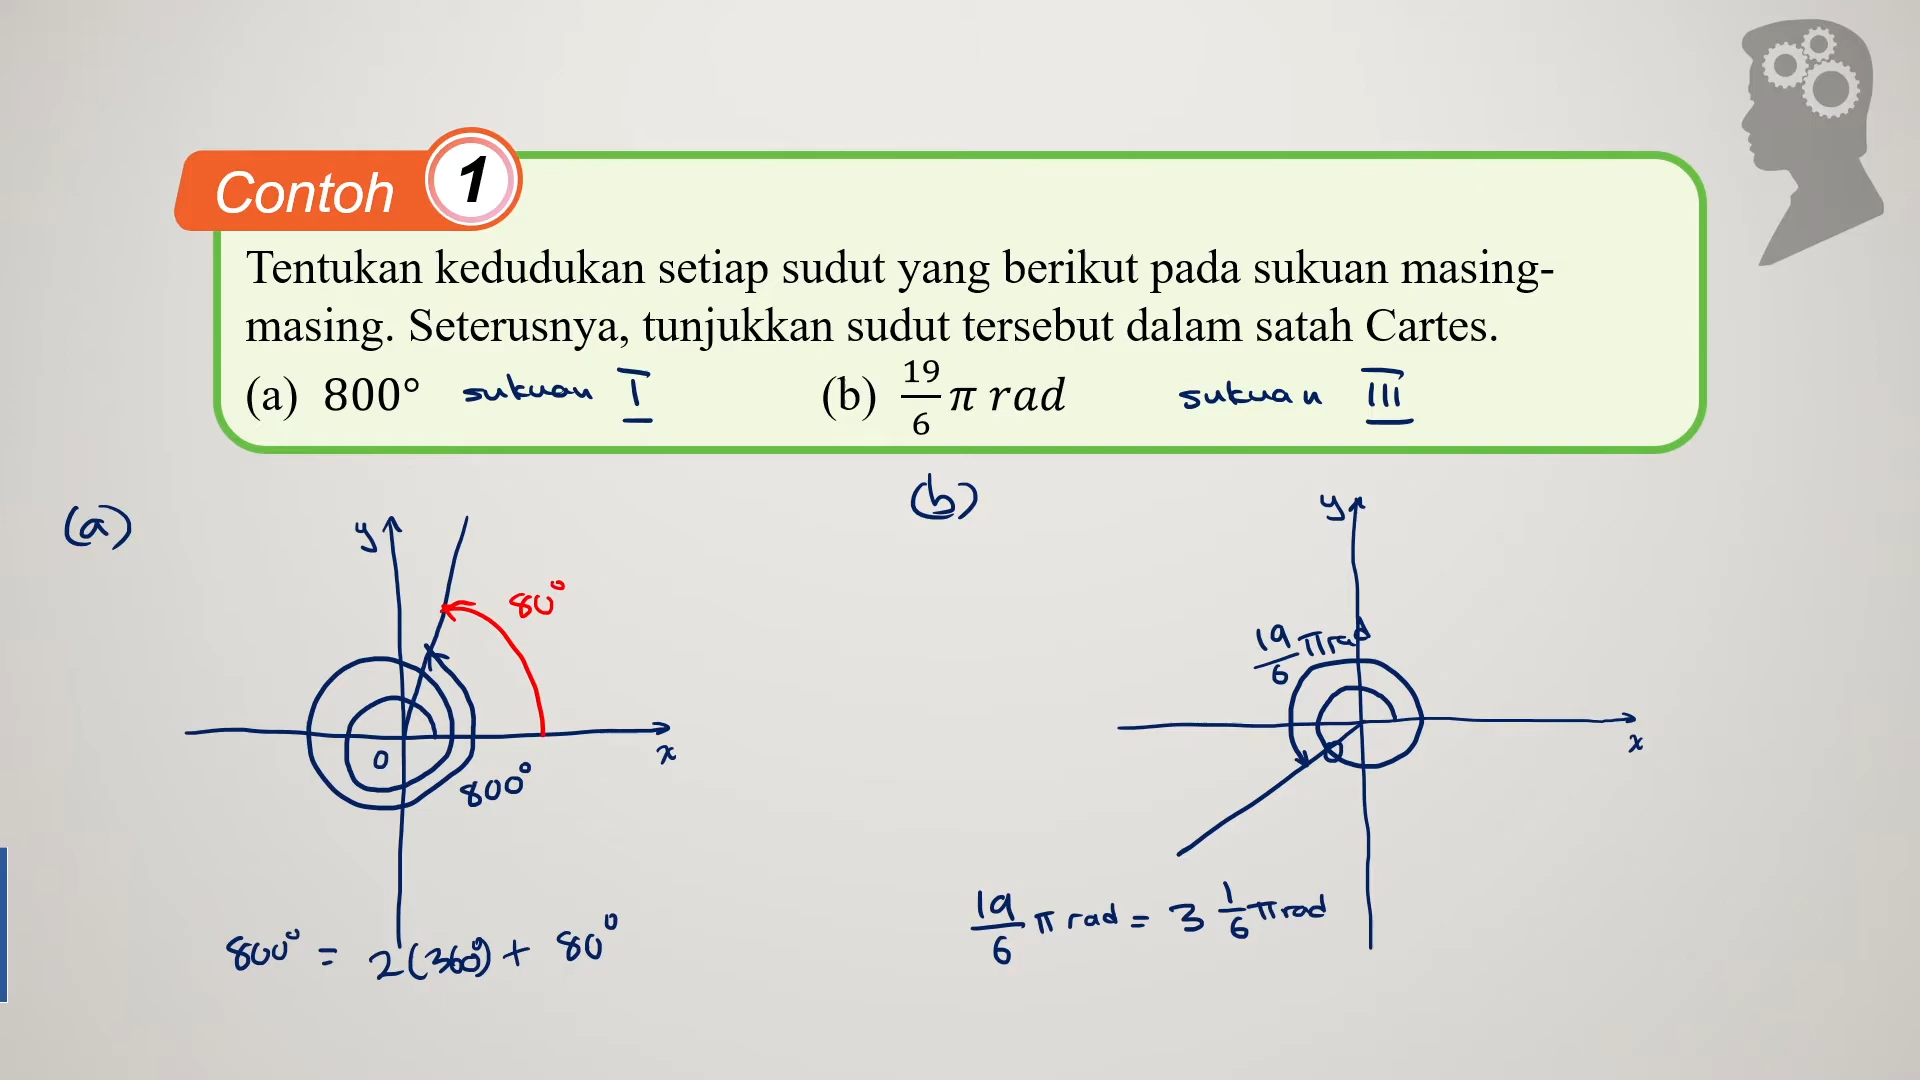 Contoh 1
Tentukan kedudukan setiap sudut yang berikut pada sukuan masing-
masing. Seterusnya, tunjukkan sudut tersebut dalam satah Cartes.
(a) 800° sukuan I (b) 19/6 π rad sukuan III
(a)
y
80°
x
0
800°
800° = 2(360°) + 80°
(b)
y
19/6 π rad
x
0
19/6 π rad = 3 1/6 π rad